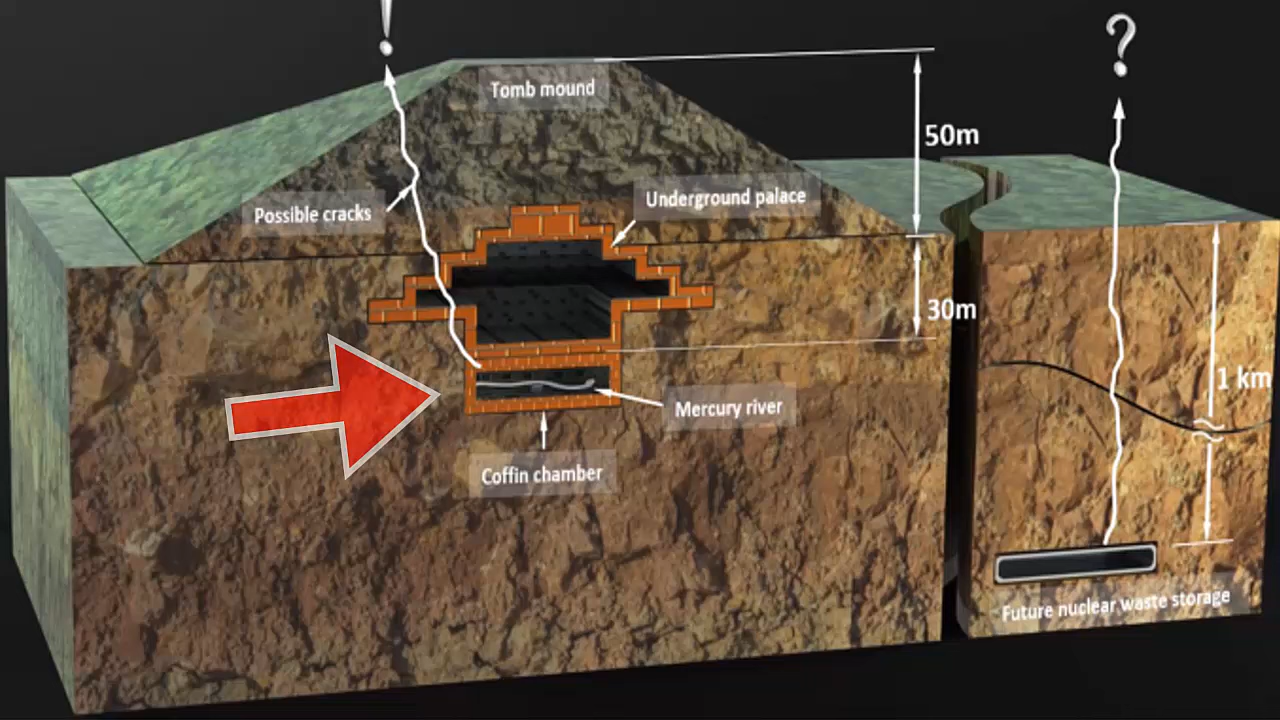 !
?
Tomb mound
50m
Possible cracks
Underground palace
30m
1 km
Mercury river
Coffin chamber
Future nuclear waste storage